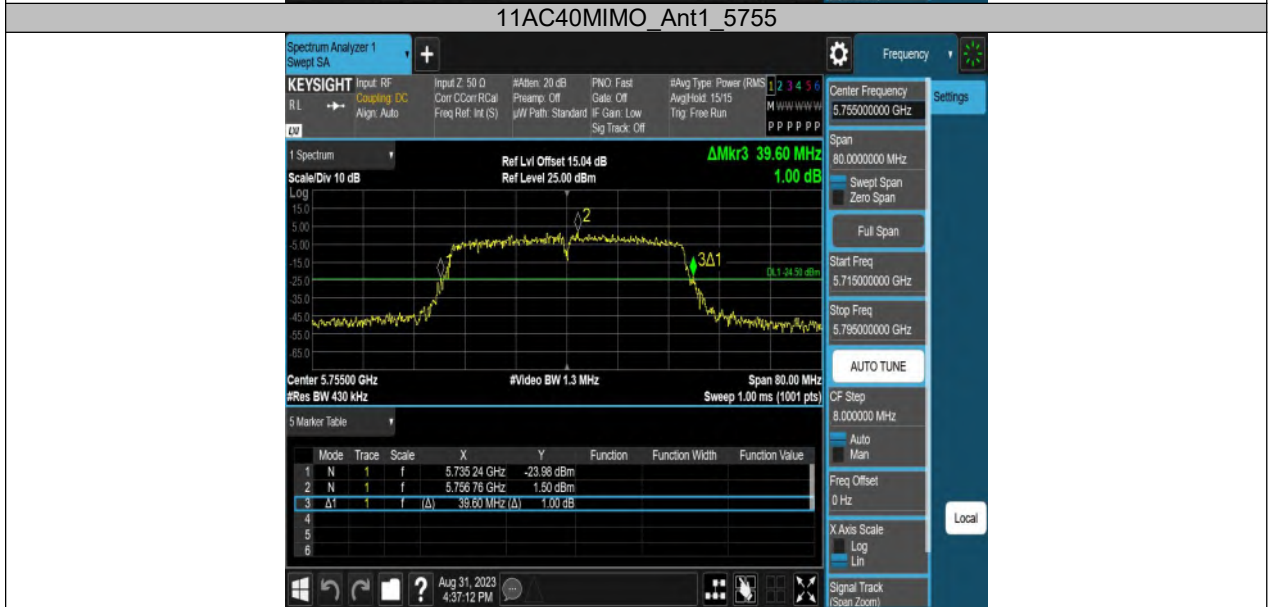 11AC40MIMO_Ant1_5755
Spectrum Analyzer 1
Swept SA
+
Frequency
KEYSIGHT
RL
LXI
Input: RF
Coupling: DC
Align: Auto
Input Z: 50 Ω
Corr CCorr RCal
Freq Ref: Int (S)
#Atten: 20 dB
Preamp: Off
µW Path: Standard
PNO: Fast
Gate: Off
IF Gain: Low
Sig Track: Off
#Avg Type: Power (RMS
Avg|Hold: 15/15
Trig: Free Run
1 2 3 4 5 6
M W W W W W
P P P P P P
1 Spectrum
Scale/Div 10 dB
Ref Lvl Offset 15.04 dB
Ref Level 25.00 dBm
ΔMkr3 39.60 MHz
1.00 dB
Log
15.0
5.00
-5.00
-15.0
-25.0
-35.0
-45.0
-55.0
-65.0
2
3Δ1
DL1 -24.50 dBm
Center 5.75500 GHz
#Res BW 430 kHz
#Video BW 1.3 MHz
Span 80.00 MHz
Sweep 1.00 ms (1001 pts)
5 Marker Table
Mode Trace Scale X Y Function Function Width Function Value
1 N 1 f 5.735 24 GHz -23.98 dBm
2 N 1 f 5.756 76 GHz 1.50 dBm
3 Δ1 1 f (Δ) 39.60 MHz (Δ) 1.00 dB
4
5
6
Aug 31, 2023
4:37:12 PM
?
Center Frequency
5.755000000 GHz
Settings
Span
80.0000000 MHz
Swept Span
Zero Span
Full Span
Start Freq
5.715000000 GHz
Stop Freq
5.795000000 GHz
AUTO TUNE
CF Step
8.000000 MHz
Auto
Man
Freq Offset
0 Hz
X Axis Scale
Log
Lin
Local
Signal Track
(Span Zoom)